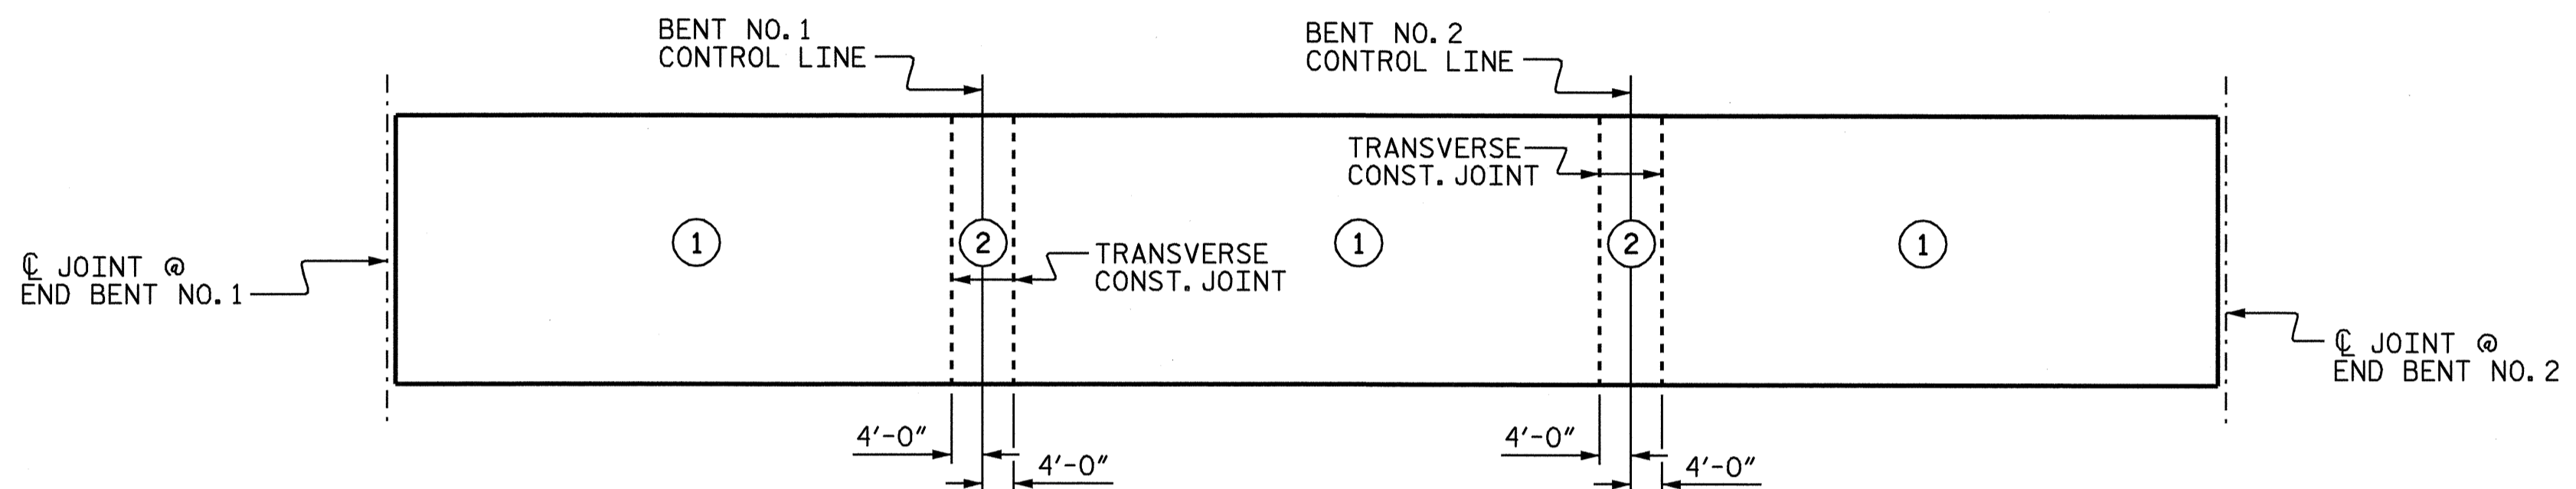 BENT NO. 1
CONTROL LINE
BENT NO. 2
CONTROL LINE
TRANSVERSE
CONST. JOINT
1
2
1
2
1
TRANSVERSE
CONST. JOINT
℄ JOINT @
END BENT NO. 1
℄ JOINT @
END BENT NO. 2
4'-0"
4'-0"
4'-0"
4'-0"